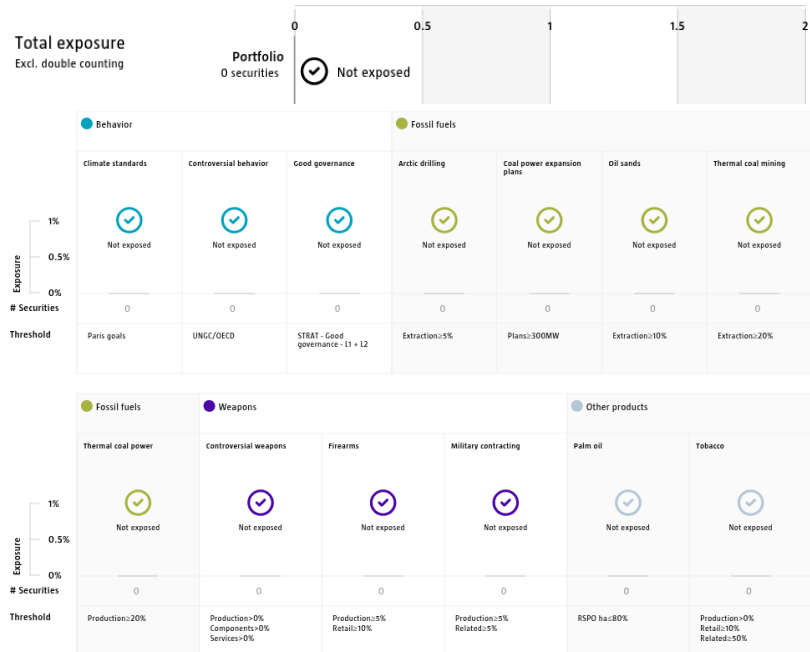 Total exposure
Excl. double counting
Portfolio
0 securities
0 0.5 1 1.5 2
Not exposed
Behavior Fossil fuels
Climate standards Controversial behavior Good governance Arctic drilling Coal power expansion plans Oil sands Thermal coal mining
Exposure
1%
0.5%
0%
Not exposed Not exposed Not exposed Not exposed Not exposed Not exposed Not exposed
# Securities 0 0 0 0 0 0 0
Threshold Paris goals UNGC/OECD STRAT - Good governance - L1 + L2 Extraction≥5% Plans≥300MW Extraction≥10% Extraction≥20%
Fossil fuels Weapons Other products
Thermal coal power Controversial weapons Firearms Military contracting Palm oil Tobacco
Exposure
1%
0.5%
0%
Not exposed Not exposed Not exposed Not exposed Not exposed Not exposed
# Securities 0 0 0 0 0 0
Threshold Production≥20% Production>0% Production≥5% Production≥5% RSPO ha≤80% Production>0%
Components>0% Retail≥10% Related≥5% Retail≥10%
Services>0% Related≥50%